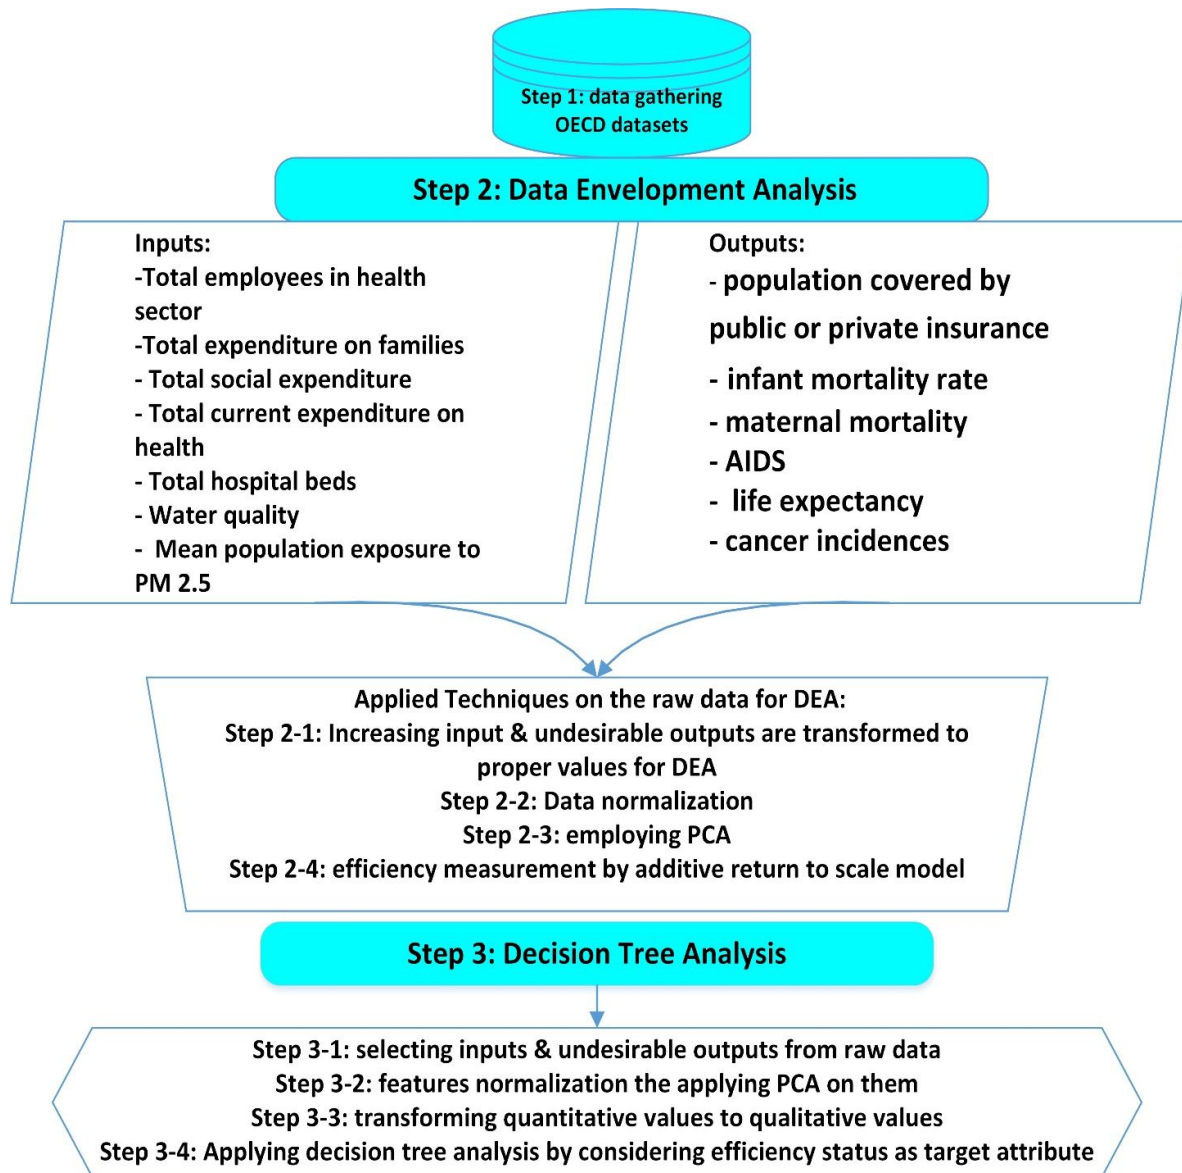 Step 1: data gathering
OECD datasets
Step 2: Data Envelopment Analysis
Inputs:
-Total employees in health
sector
-Total expenditure on families
- Total social expenditure
- Total current expenditure on
health
- Total hospital beds
- Water quality
- Mean population exposure to
PM 2.5
Outputs:
- population covered by
public or private insurance
- infant mortality rate
- maternal mortality
- AIDS
- life expectancy
- cancer incidences
Applied Techniques on the raw data for DEA:
Step 2-1: Increasing input & undesirable outputs are transformed to
proper values for DEA
Step 2-2: Data normalization
Step 2-3: employing PCA
Step 2-4: efficiency measurement by additive return to scale model
Step 3: Decision Tree Analysis
Step 3-1: selecting inputs & undesirable outputs from raw data
Step 3-2: features normalization the applying PCA on them
Step 3-3: transforming quantitative values to qualitative values
Step 3-4: Applying decision tree analysis by considering efficiency status as target attribute